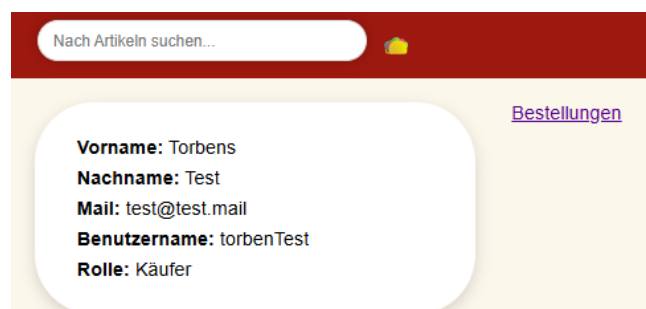 Nach Artikeln suchen...
Bestellungen
Vorname: Torbens
Nachname: Test
Mail: test@test.mail
Benutzername: torbenTest
Rolle: Käufer